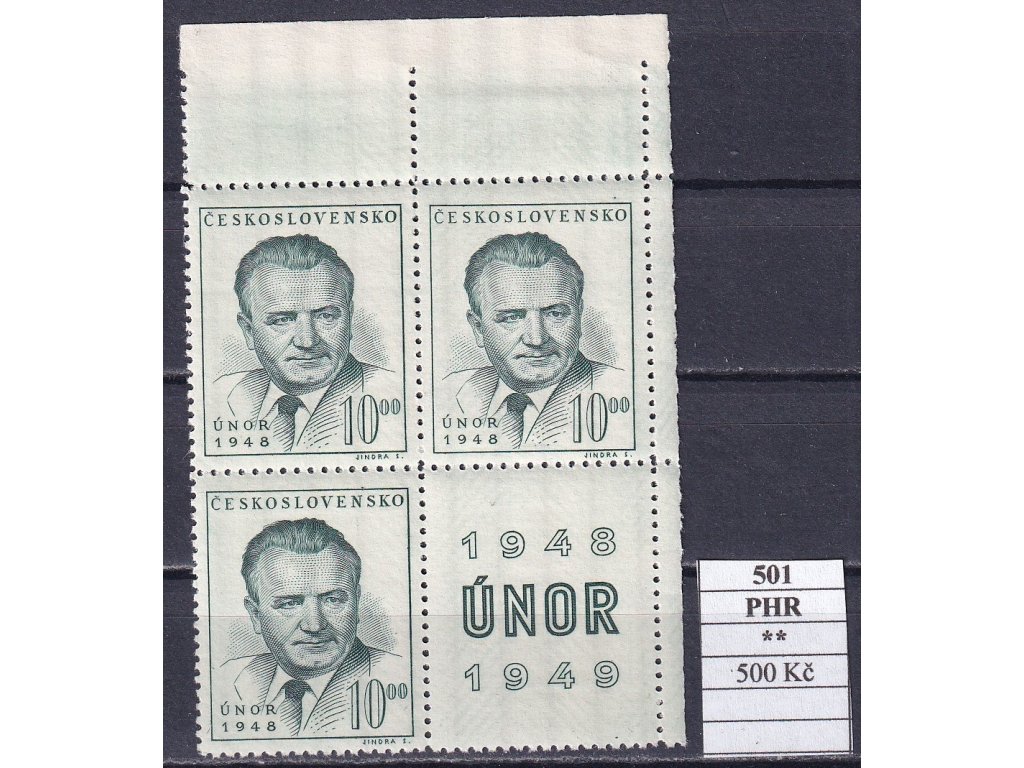 ČESKOSLOVENSKO
ÚNOR
1948
10⁰⁰
JINDRA S.
ČESKOSLOVENSKO
ÚNOR
1948
10⁰⁰
JINDRA S.
ČESKOSLOVENSKO
ÚNOR
1948
10⁰⁰
JINDRA S.
1948
ÚNOR
1949
501
PHR
**
500 Kč